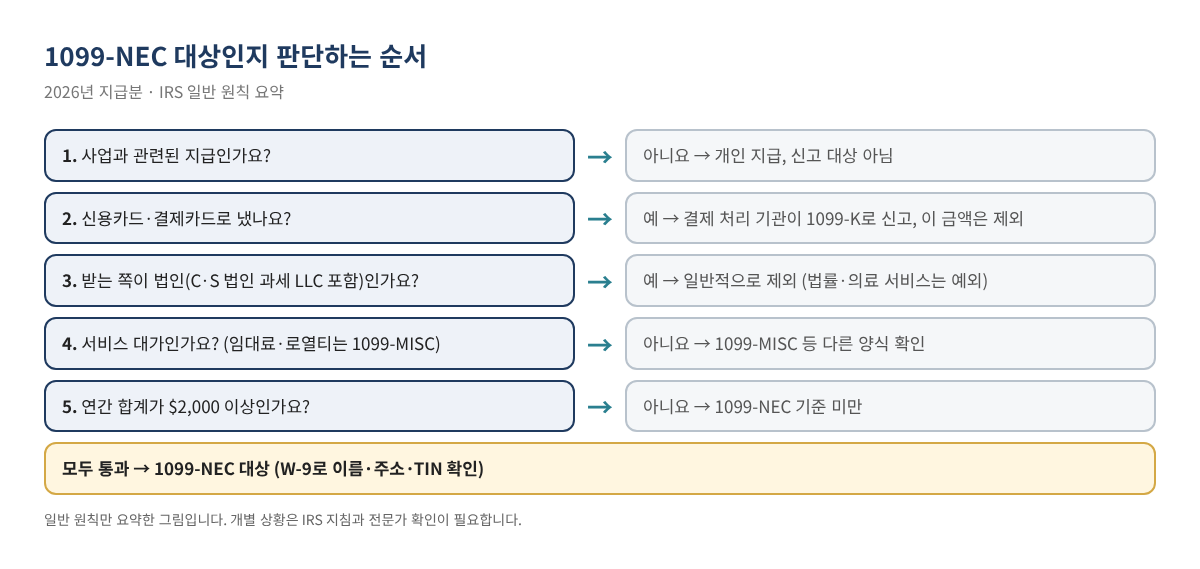 1099-NEC 대상인지 판단하는 순서
2026년 지급분 · IRS 일반 원칙 요약
1. 사업과 관련된 지급인가요? → 아니요 → 개인 지급, 신고 대상 아님
2. 신용카드·결제카드로 냈나요? → 예 → 결제 처리 기관이 1099-K로 신고, 이 금액은 제외
3. 받는 쪽이 법인(C·S 법인 과세 LLC 포함)인가요? → 예 → 일반적으로 제외 (법률·의료 서비스는 예외)
4. 서비스 대가인가요? (임대료·로열티는 1099-MISC) → 아니요 → 1099-MISC 등 다른 양식 확인
5. 연간 합계가 $2,000 이상인가요? → 아니요 → 1099-NEC 기준 미만
모두 통과 → 1099-NEC 대상 (W-9로 이름·주소·TIN 확인)
일반 원칙만 요약한 그림입니다. 개별 상황은 IRS 지침과 전문가 확인이 필요합니다.